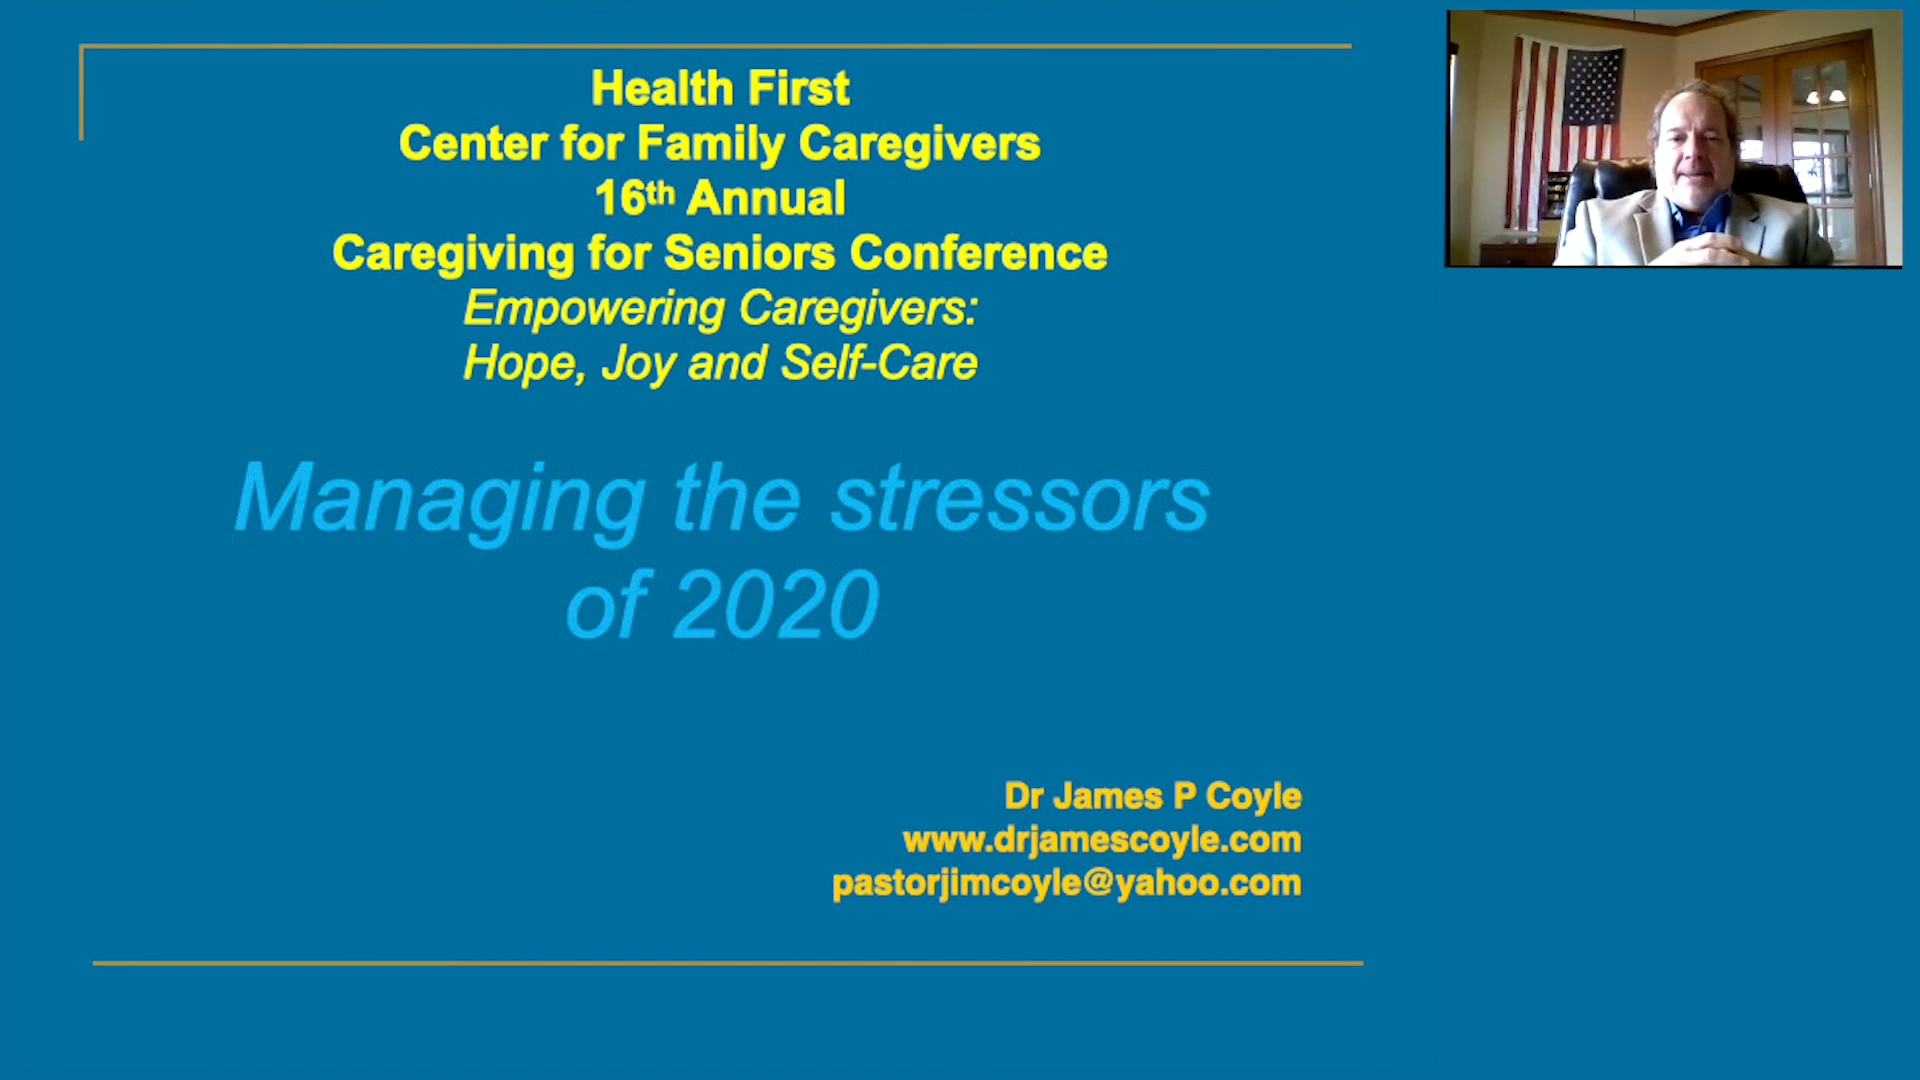 Health First
Center for Family Caregivers
16th Annual
Caregiving for Seniors Conference
Empowering Caregivers:
Hope, Joy and Self-Care
Managing the stressors
of 2020
Dr James P Coyle
www.drjamescoyle.com
pastorjimcoyle@yahoo.com